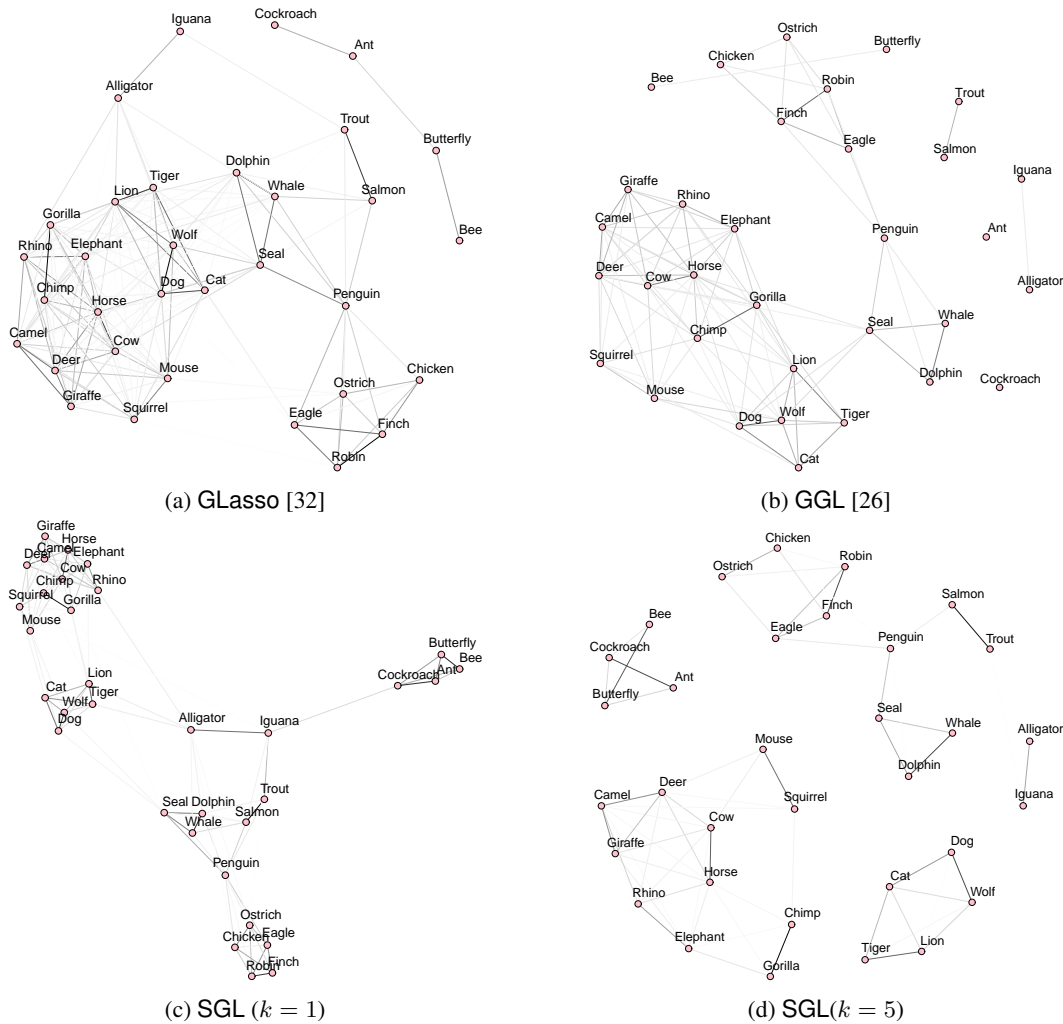 Iguana
Cockroach
Ant
Alligator
Trout
Butterfly
Dolphin
Tiger
Whale
Lion
Salmon
Gorilla
Wolf
Bee
Rhino
Elephant
Seal
Dog
Cat
Chimp
Horse
Penguin
Camel
Cow
Deer
Mouse
Chicken
Ostrich
Giraffe
Squirrel
Eagle
Finch
Robin
(a) GLasso [32]
Ostrich
Butterfly
Chicken
Bee
Robin
Trout
Finch
Eagle
Salmon
Iguana
Giraffe
Rhino
Camel
Elephant
Penguin
Ant
Deer
Cow
Horse
Gorilla
Alligator
Chimp
Seal
Whale
Squirrel
Lion
Dolphin
Mouse
Cockroach
Dog
Wolf
Tiger
Cat
(b) GGL [26]
Giraffe
Horse
Camel
Deer
Elephant
Cow
Chimp
Rhino
Squirrel
Gorilla
Mouse
Butterfly
Bee
Ant
Cockroach
Lion
Cat
Tiger
Wolf
Dog
Alligator
Iguana
Trout
Seal
Dolphin
Salmon
Whale
Penguin
Ostrich
Chicken
Eagle
Finch
Robin
(c) SGL (k = 1)
Chicken
Robin
Ostrich
Salmon
Bee
Finch
Eagle
Penguin
Trout
Cockroach
Ant
Butterfly
Seal
Whale
Alligator
Mouse
Dolphin
Deer
Camel
Squirrel
Iguana
Cow
Giraffe
Dog
Horse
Cat
Wolf
Rhino
Chimp
Elephant
Lion
Tiger
Gorilla
(d) SGL(k = 5)